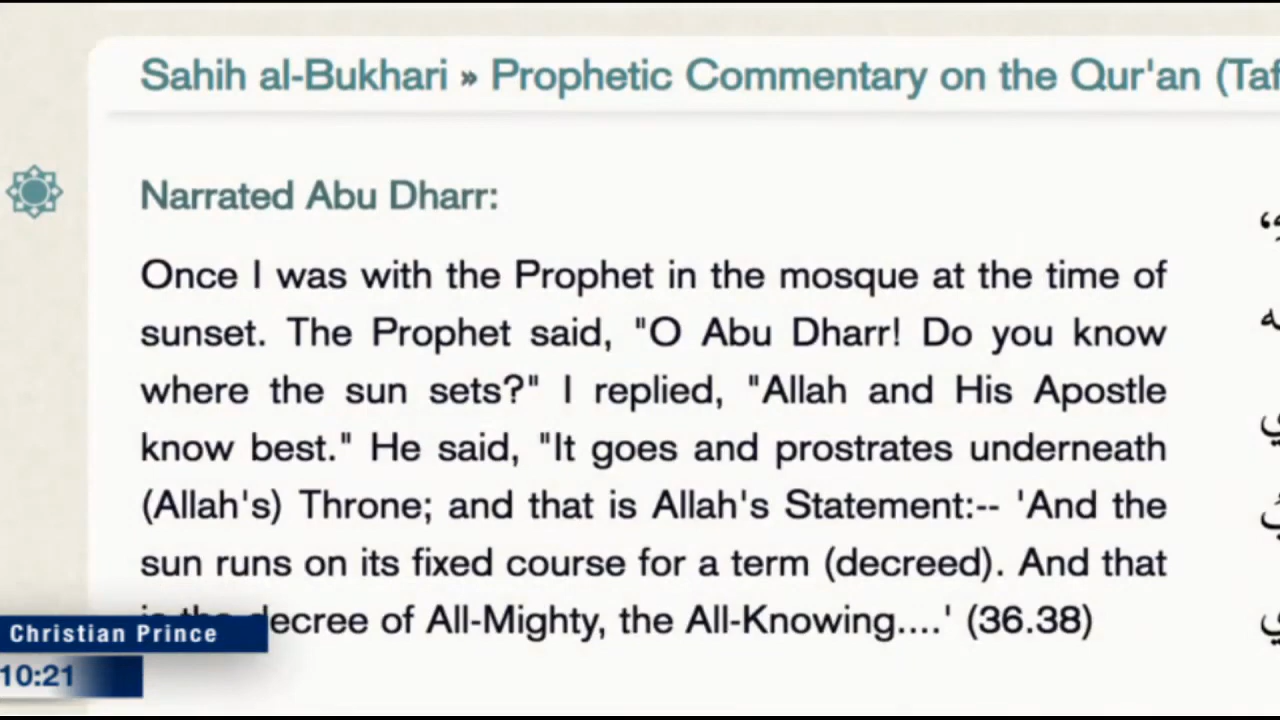 Sahih al-Bukhari » Prophetic Commentary on the Qur'an (Taf
Narrated Abu Dharr:
Once I was with the Prophet in the mosque at the time of
sunset. The Prophet said, "O Abu Dharr! Do you know
where the sun sets?" I replied, "Allah and His Apostle
know best." He said, "It goes and prostrates underneath
(Allah's) Throne; and that is Allah's Statement:-- 'And the
sun runs on its fixed course for a term (decreed). And that
is the decree of All-Mighty, the All-Knowing....' (36.38)
Christian Prince
10:21